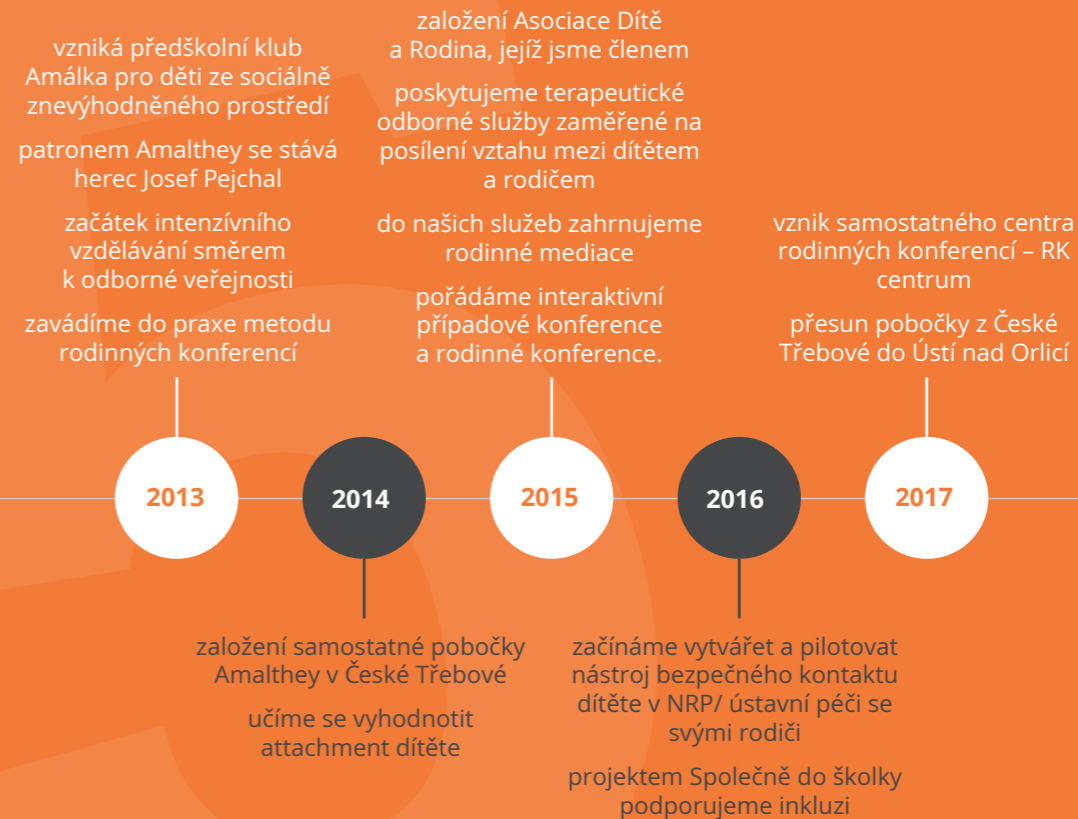 vzniká předškolní klub
Amálka pro děti ze sociálně
znevýhodněného prostředí
patronem Amalthey se stává
herec Josef Pejchal
začátek intenzívního
vzdělávání směrem
k odborné veřejnosti
zavádíme do praxe metodu
rodinných konferencí
založení Asociace Dítě
a Rodina, jejíž jsme členem
poskytujeme terapeutické
odborné služby zaměřené na
posílení vztahu mezi dítětem
a rodičem
do našich služeb zahrnujeme
rodinné mediace
pořádáme interaktivní
případové konference
a rodinné konference.
vznik samostatného centra
rodinných konferencí – RK
centrum
přesun pobočky z České
Třebové do Ústí nad Orlicí
2013
2014
2015
2016
2017
založení samostatné pobočky
Amalthey v České Třebové
učíme se vyhodnotit
attachment dítěte
začínáme vytvářet a pilotovat
nástroj bezpečného kontaktu
dítěte v NRP/ ústavní péči se
svými rodiči
projektem Společně do školky
podporujeme inkluzi